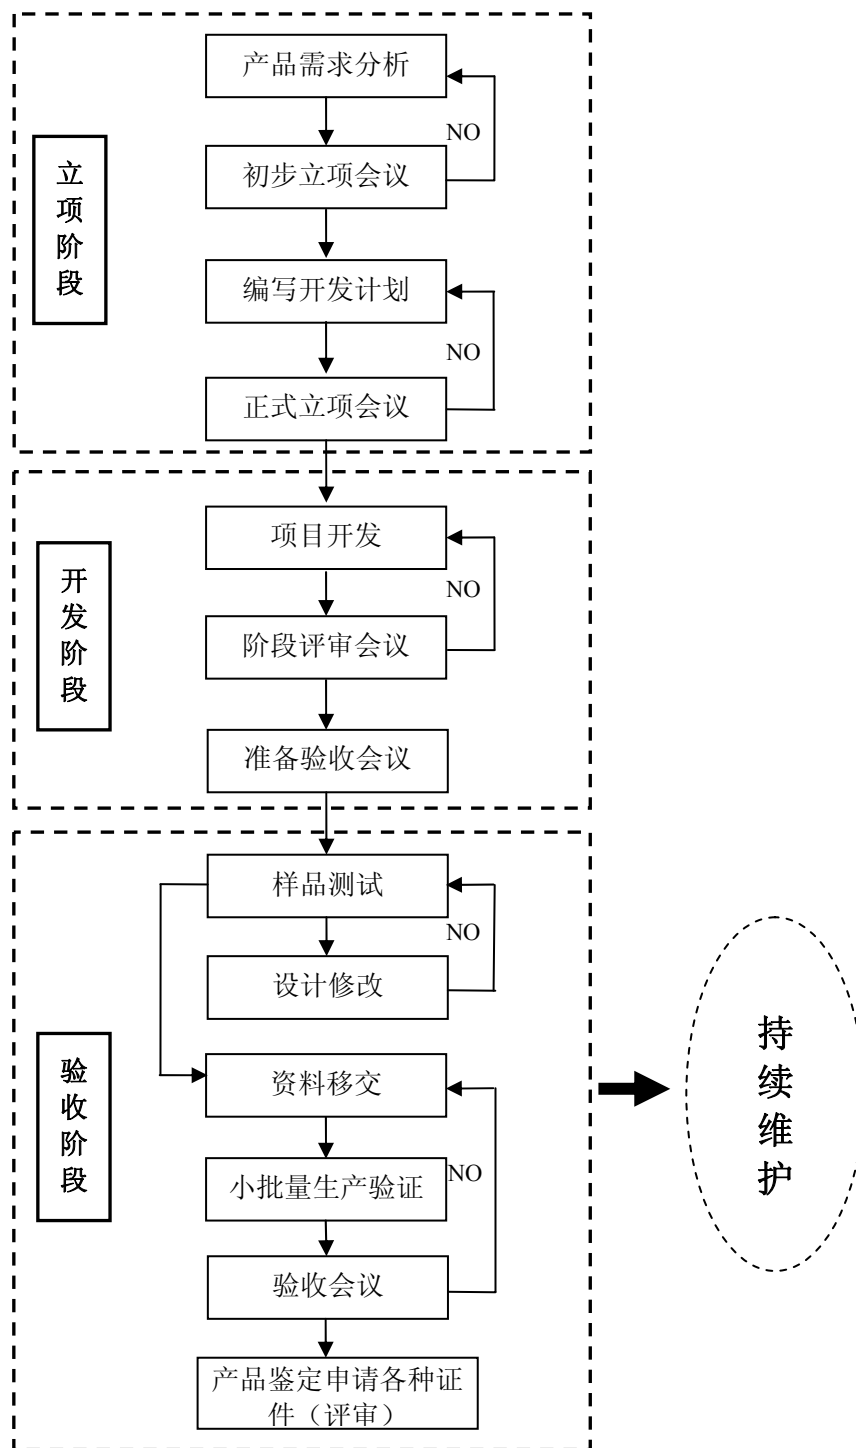 产品需求分析
NO
初步立项会议
立项阶段
编写开发计划
NO
正式立项会议
项目开发
NO
开发阶段
阶段评审会议
准备验收会议
样品测试
NO
设计修改
持续维护
验收阶段
资料移交
小批量生产验证
NO
验收会议
产品鉴定申请各种证
件（评审）